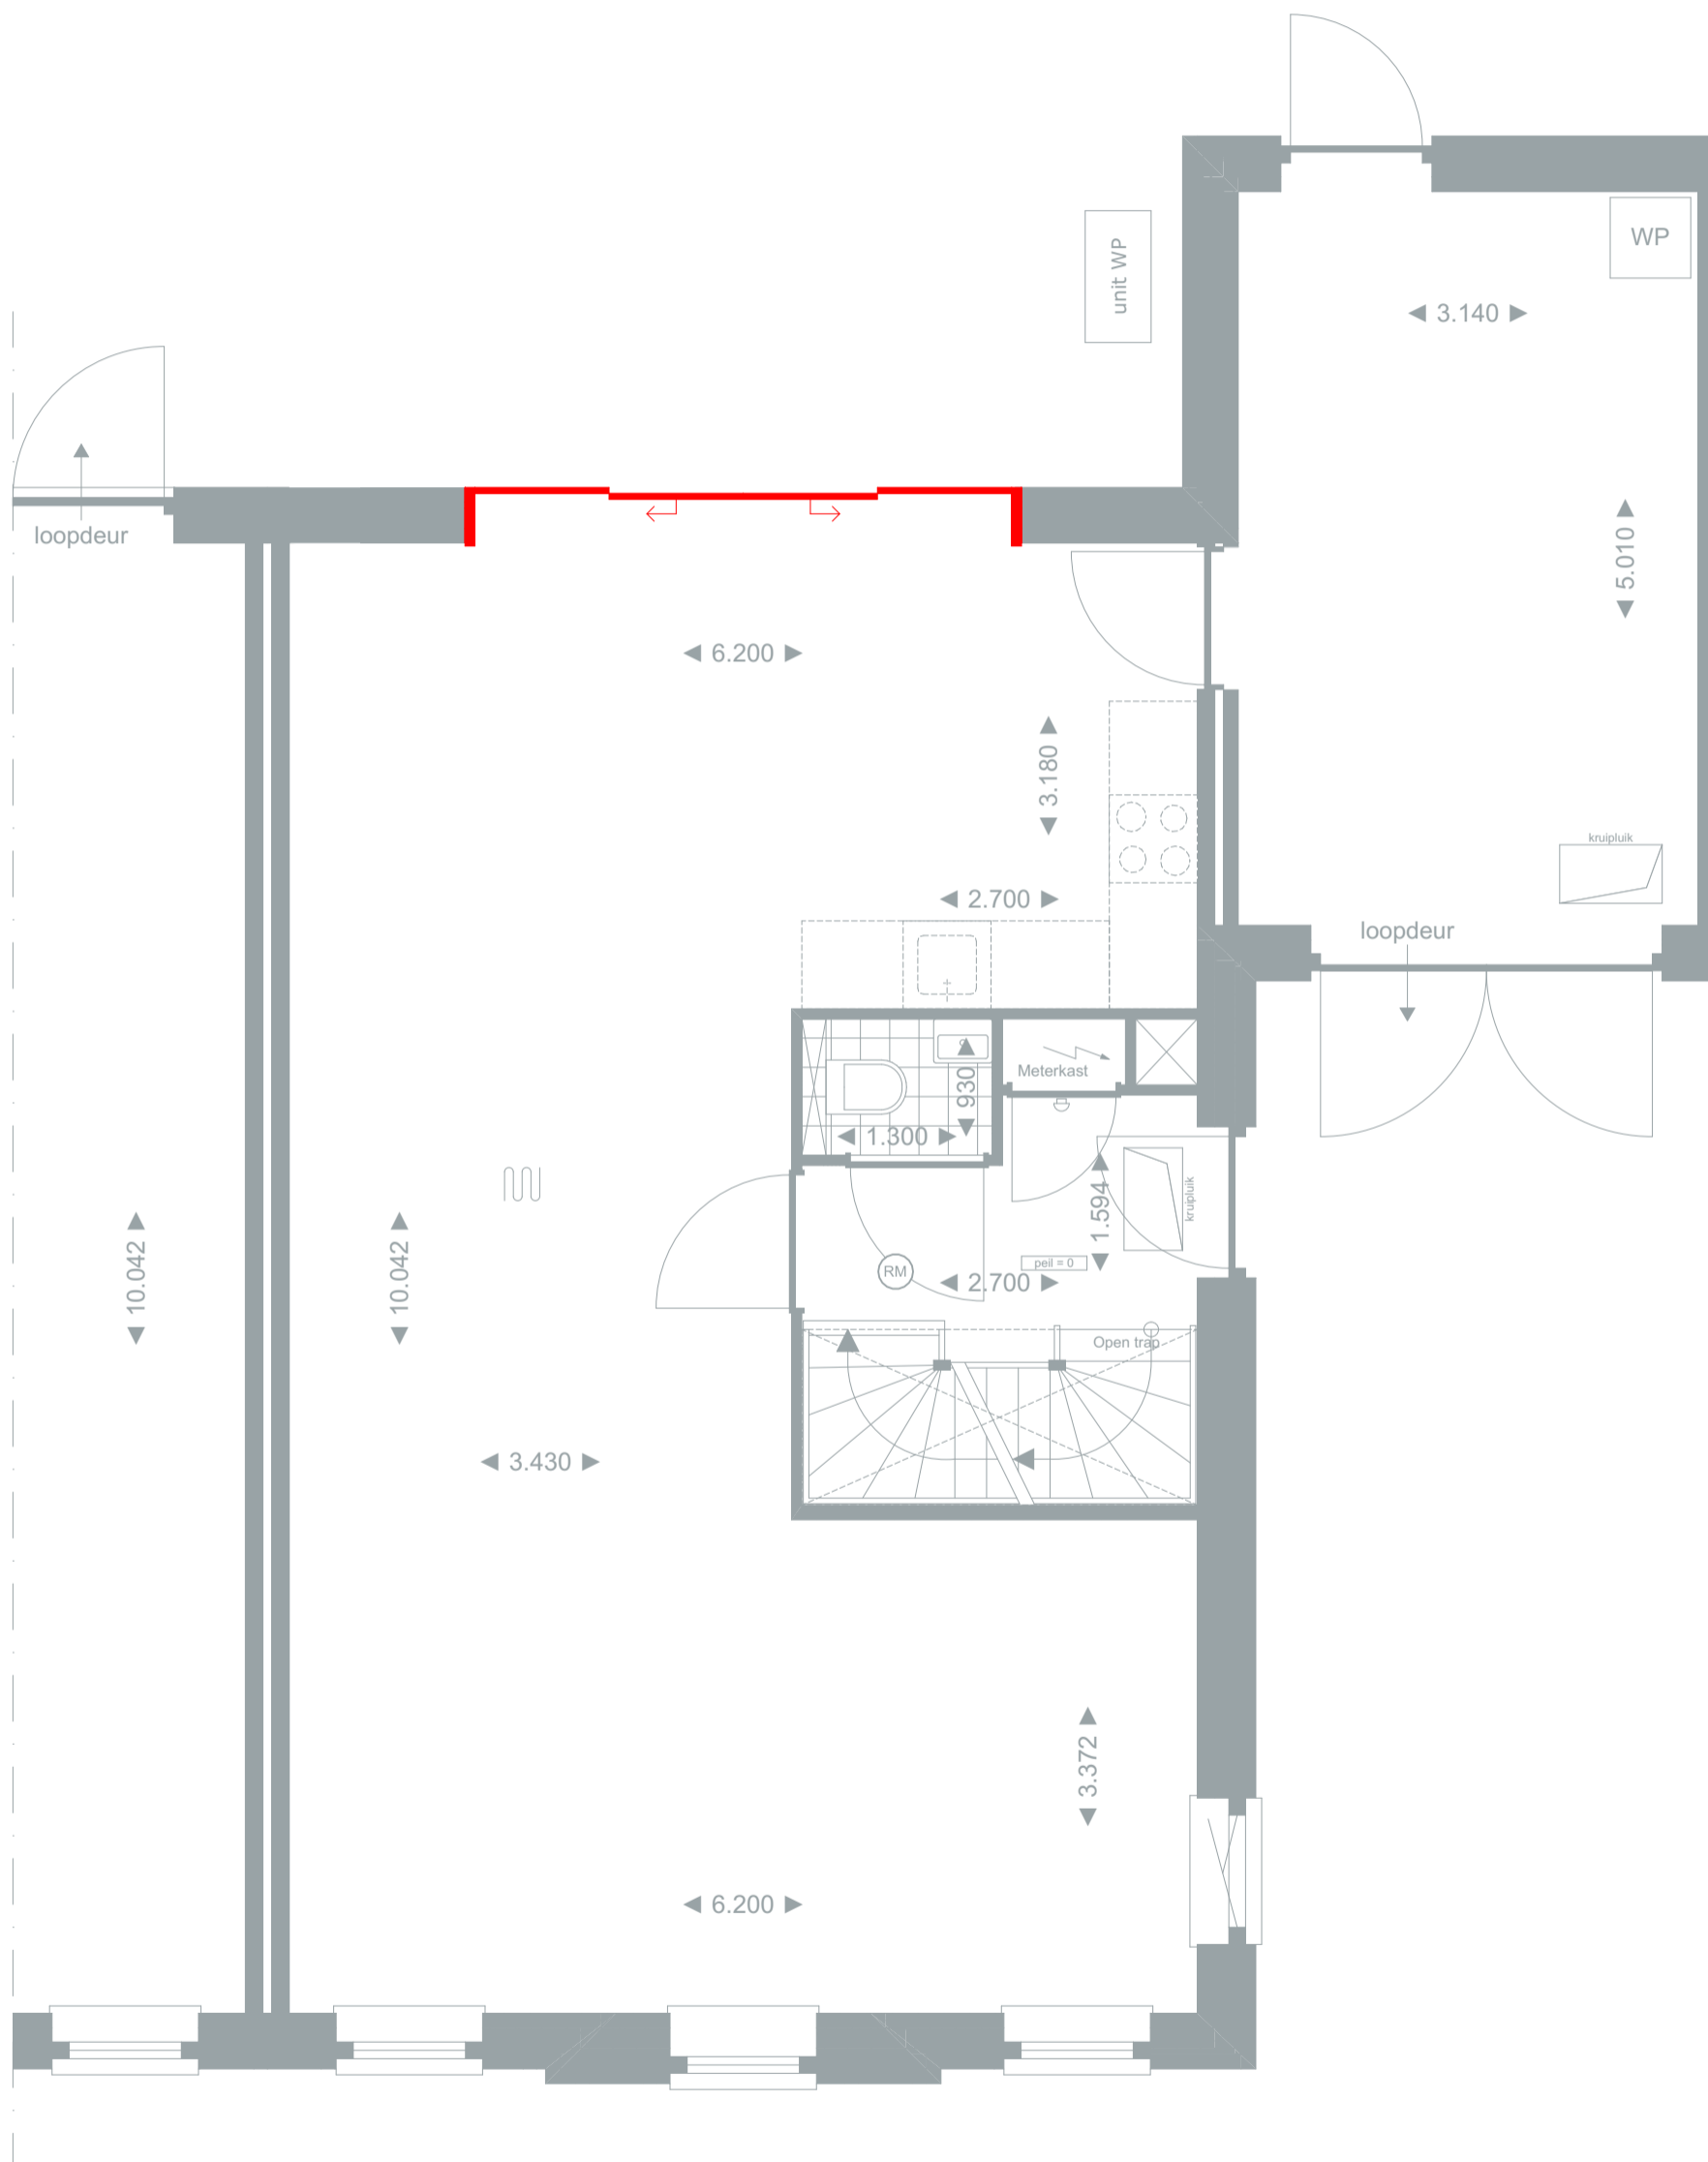 unit WP
WP
3.140
loopdeur
5.010
6.200
3.180
kruipluik
2.700
loopdeur
930
Meterkast
1.300
1.594
kruipluik
10.042
10.042
RM
peil = 0
2.700
Open trap
3.430
3.372
6.200